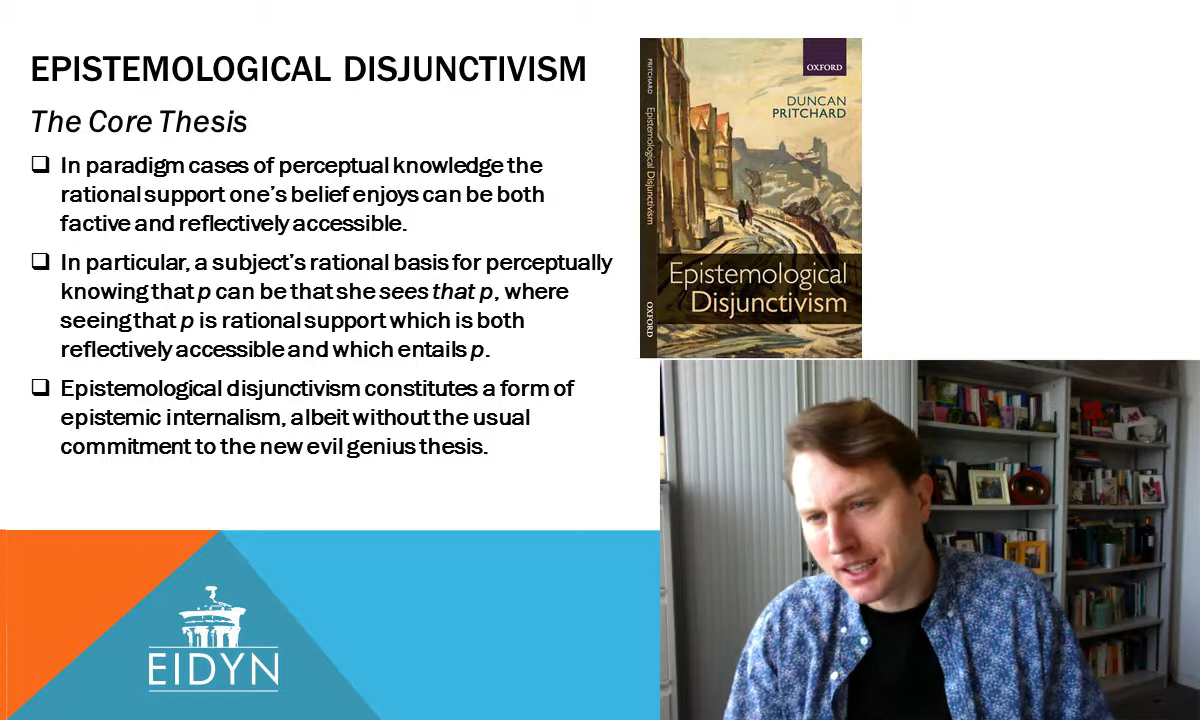 EPISTEMOLOGICAL DISJUNCTIVISM
The Core Thesis
In paradigm cases of perceptual knowledge the
rational support one's belief enjoys can be both
factive and reflectively accessible.
In particular, a subject's rational basis for perceptually
knowing that p can be that she sees that p, where
seeing that p is rational support which is both
reflectively accessible and which entails p.
Epistemological disjunctivism constitutes a form of
epistemic internalism, albeit without the usual
commitment to the new evil genius thesis.
PRITCHARD
Epistemological Disjunctivism
OXFORD
OXFORD
DUNCAN
PRITCHARD
Epistemological
Disjunctivism
EIDYN